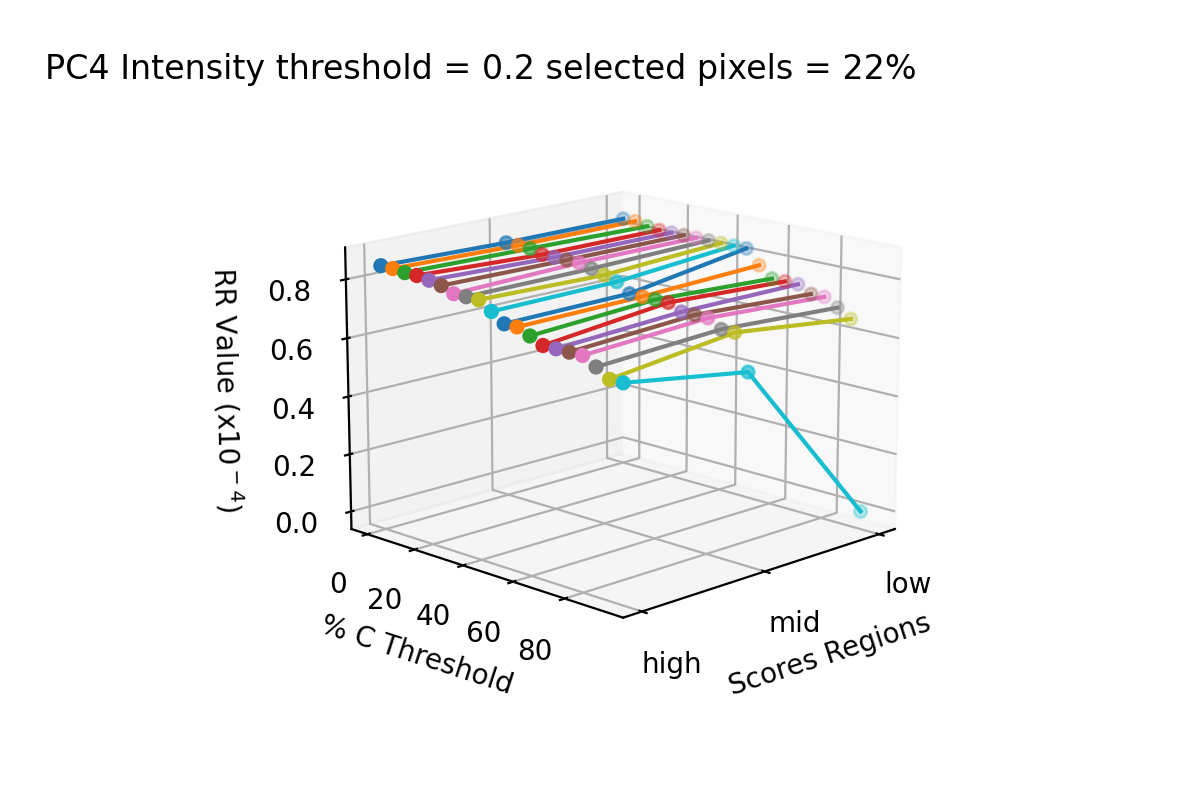 PC4 Intensity threshold = 0.2 selected pixels = 22%
RR Value (x10⁻⁴)
0.8
0.6
0.4
0.2
0.0
0
20
40
60
80
% C Threshold
high
mid
low
Scores Regions